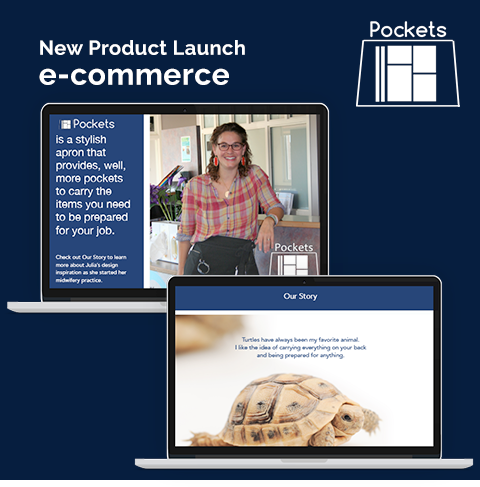 Pockets
New Product Launch
e-commerce
Pockets
is a stylish
apron that
provides, well,
more pockets
to carry the
items you need
to be prepared
for your job.
Check out Our Story to learn
more about Julia's design
inspiration as she started her
midwifery practice.
Pockets
Our Story
Turtles have always been my favorite animal.
I like the idea of carrying everything on your back
and being prepared for anything.